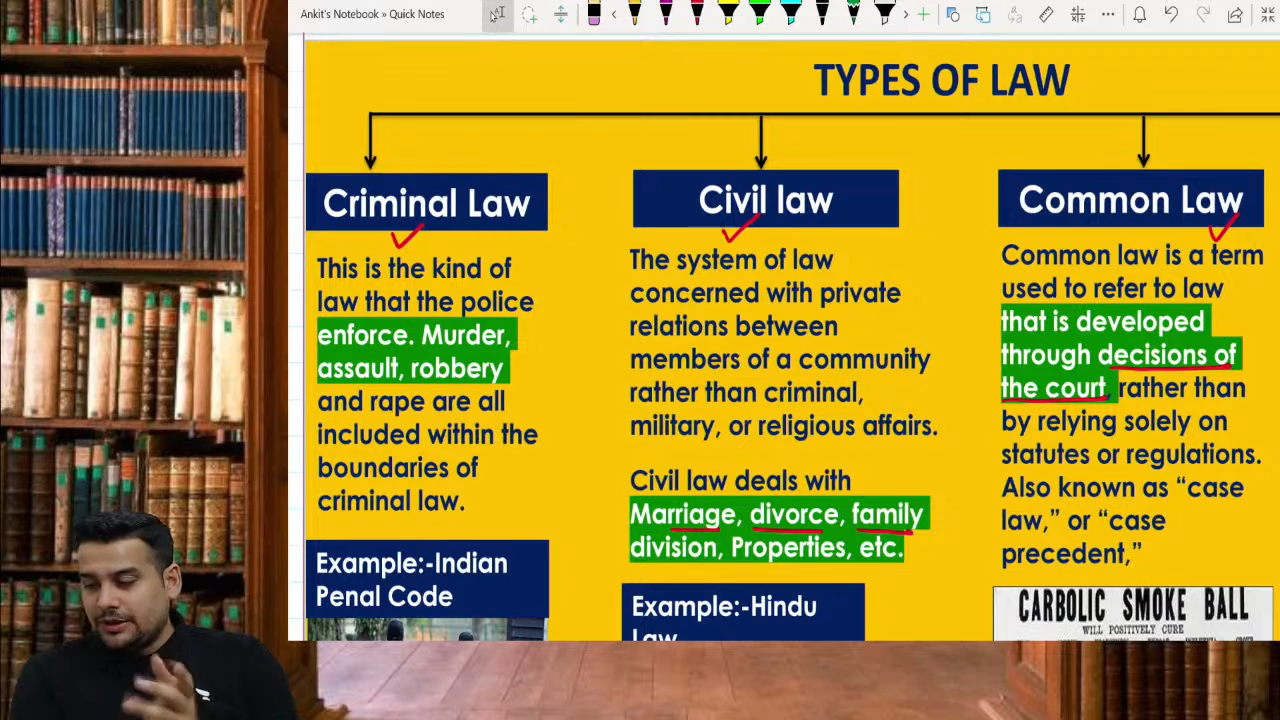 Ankit's Notebook » Quick Notes
TYPES OF LAW
Criminal Law
This is the kind of
law that the police
enforce. Murder,
assault, robbery
and rape are all
included within the
boundaries of
criminal law.
Example:-Indian
Penal Code
Civil law
The system of law
concerned with private
relations between
members of a community
rather than criminal,
military, or religious affairs.
Civil law deals with
Marriage, divorce, family
division, Properties, etc.
Example:-Hindu
Law
Common Law
Common law is a term
used to refer to law
that is developed
through decisions of
the court, rather than
by relying solely on
statutes or regulations.
Also known as “case
law,” or “case
precedent,”
CARBOLIC SMOKE BALL
WILL POSITIVELY CURE